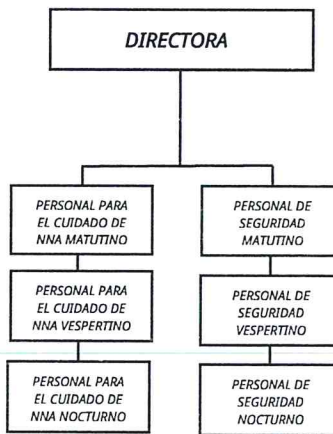 DIRECTORA
PERSONAL PARA
EL CUIDADO DE
NNA MATUTINO
PERSONAL DE
SEGURIDAD
MATUTINO
PERSONAL PARA
EL CUIDADO DE
NNA VESPERTINO
PERSONAL DE
SEGURIDAD
VESPERTINO
PERSONAL PARA
EL CUIDADO DE
NNA NOCTURNO
PERSONAL DE
SEGURIDAD
NOCTURNO